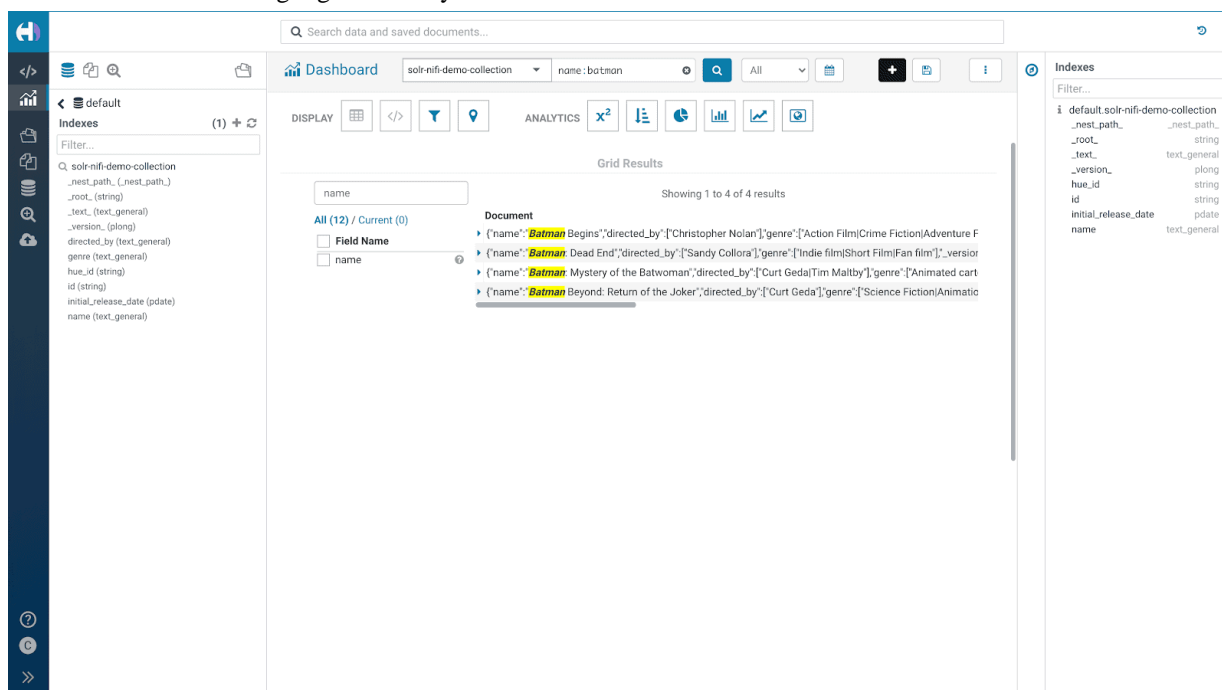 Search data and saved documents...
default
Indexes (1)
Filter...
solr-nifi-demo-collection
_nest_path_ (_nest_path_)
_root_ (string)
_text_ (text_general)
_version_ (plong)
directed_by (text_general)
genre (text_general)
hue_id (string)
id (string)
initial_release_date (pdate)
name (text_general)
Dashboard solr-nifi-demo-collection name:batman All
DISPLAY ANALYTICS x²
Grid Results
name
Showing 1 to 4 of 4 results
All (12) / Current (0)
Field Name
name
Document
{"name":"Batman Begins","directed_by":["Christopher Nolan"],"genre":["Action Film|Crime Fiction|Adventure F
{"name":"Batman: Dead End","directed_by":["Sandy Collora"],"genre":["Indie film|Short Film|Fan film"],"_version
{"name":"Batman: Mystery of the Batwoman","directed_by":["Curt Geda|Tim Maltby"],"genre":["Animated cart
{"name":"Batman Beyond: Return of the Joker","directed_by":["Curt Geda"],"genre":["Science Fiction|Animatio
Indexes
Filter...
default.solr-nifi-demo-collection
_nest_path_ _nest_path_
_root_ string
_text_ text_general
_version_ plong
hue_id string
id string
initial_release_date pdate
name text_general
C